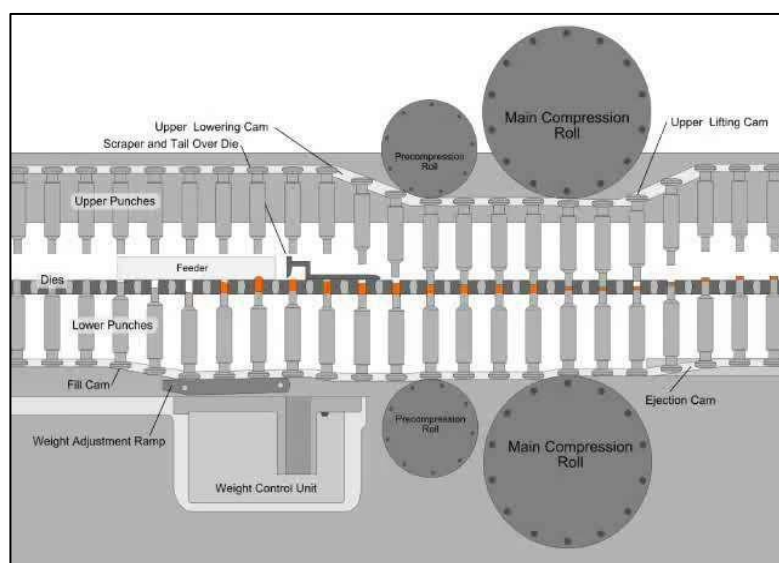 Main Compression
Roll
Upper Lowering Cam
Scraper and Tail Over Die
Upper Lifting Cam
Precompression
Roll
Upper Punches
Feeder
Dies
Lower Punches
Fill Cam
Ejection Cam
Weight Adjustment Ramp
Precompression
Roll
Main Compression
Roll
Weight Control Unit